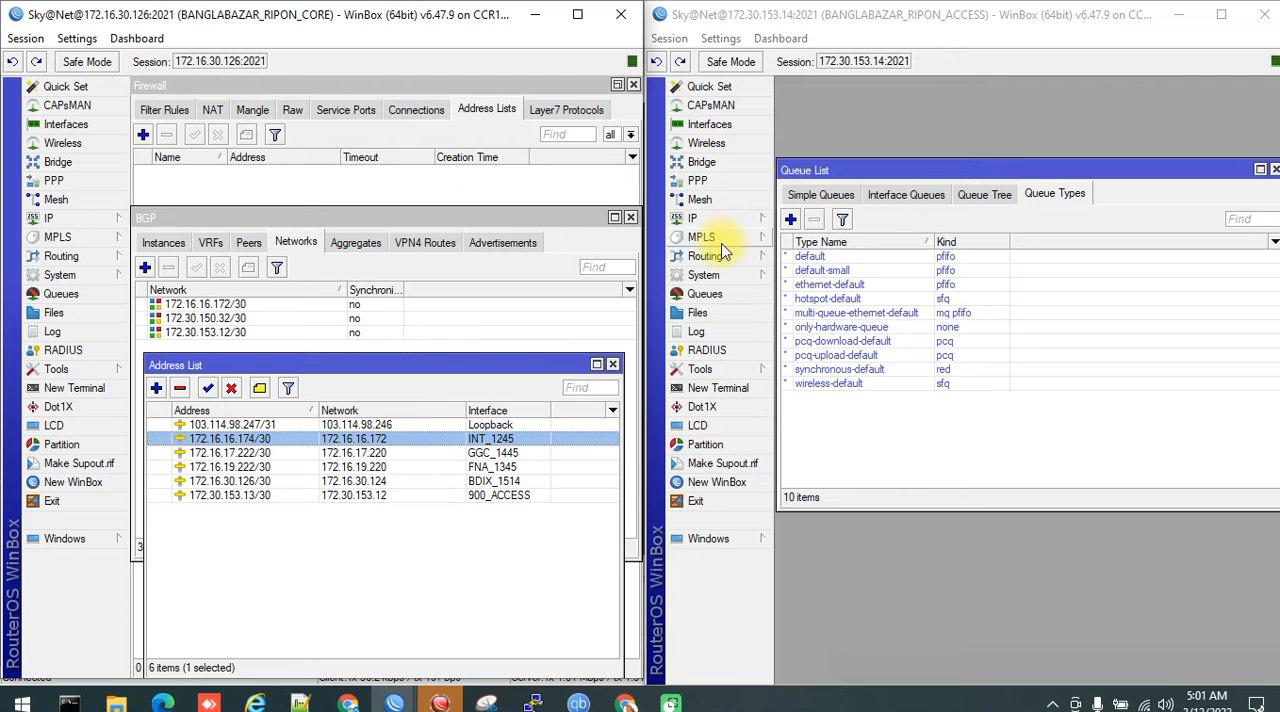 Sky@Net@172.16.30.126:2021 (BANGLABAZAR_RIPON_CORE) - WinBox (64bit) v6.47.9 on CCR1...
Session Settings Dashboard
Safe Mode Session: 172.16.30.126:2021
Quick Set
CAPsMAN
Interfaces
Wireless
Bridge
PPP
Mesh
IP
MPLS
Routing
System
Queues
Files
Log
RADIUS
Tools
New Terminal
Dot1X
LCD
Partition
Make Supout.rif
New WinBox
Exit
Windows
RouterOS WinBox
Firewall
Filter Rules NAT Mangle Raw Service Ports Connections Address Lists Layer7 Protocols
Find all
Name Address Timeout Creation Time
BGP
Instances VRFs Peers Networks Aggregates VPN4 Routes Advertisements
Find
Network Synchroni...
172.16.16.172/30 no
172.30.150.32/30 no
172.30.153.12/30 no
3
Address List
Find
Address Network Interface
103.114.98.247/31 103.114.98.246 Loopback
172.16.16.174/30 172.16.16.172 INT_1245
172.16.17.222/30 172.16.17.220 GGC_1445
172.16.19.222/30 172.16.19.220 FNA_1345
172.16.30.126/30 172.16.30.124 BDIX_1514
172.30.153.13/30 172.30.153.12 900_ACCESS
6 items (1 selected)
0
Sky@Net@172.30.153.14:2021 (BANGLABAZAR_RIPON_ACCESS) - WinBox (64bit) v6.47.9 on CC...
Session Settings Dashboard
Safe Mode Session: 172.30.153.14:2021
Quick Set
CAPsMAN
Interfaces
Wireless
Bridge
PPP
Mesh
IP
MPLS
Routing
System
Queues
Files
Log
RADIUS
Tools
New Terminal
Dot1X
LCD
Partition
Make Supout.rif
New WinBox
Exit
Windows
RouterOS WinBox
Queue List
Simple Queues Interface Queues Queue Tree Queue Types
Find
Type Name Kind
* default pfifo
* default-small pfifo
* ethernet-default pfifo
* hotspot-default sfq
* multi-queue-ethernet-default mq pfifo
* only-hardware-queue none
* pcq-download-default pcq
* pcq-upload-default pcq
* synchronous-default red
* wireless-default sfq
10 items
5:01 AM